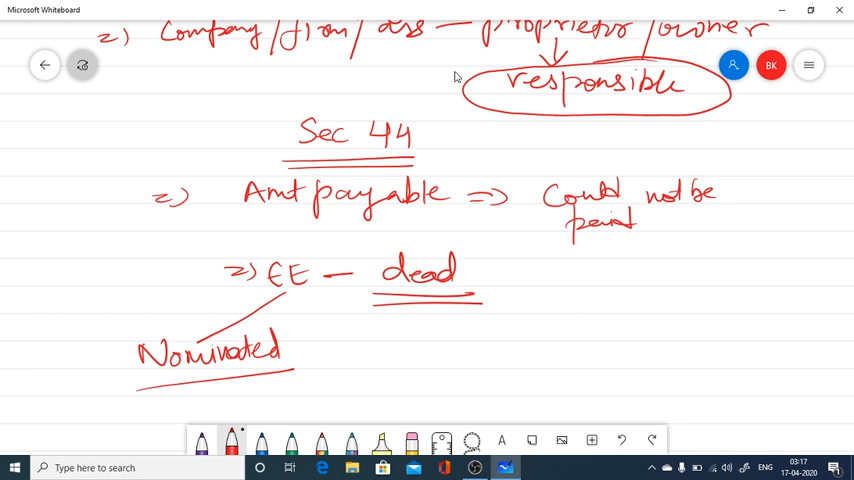 Microsoft Whiteboard
2) Company/firm/ass — proprietor/owner
responsible
BK
Sec 44
=) Amt payable => Could not be
paid
=) EE — dead
Nominated
A
Type here to search
ENG
03:17
17-04-2020